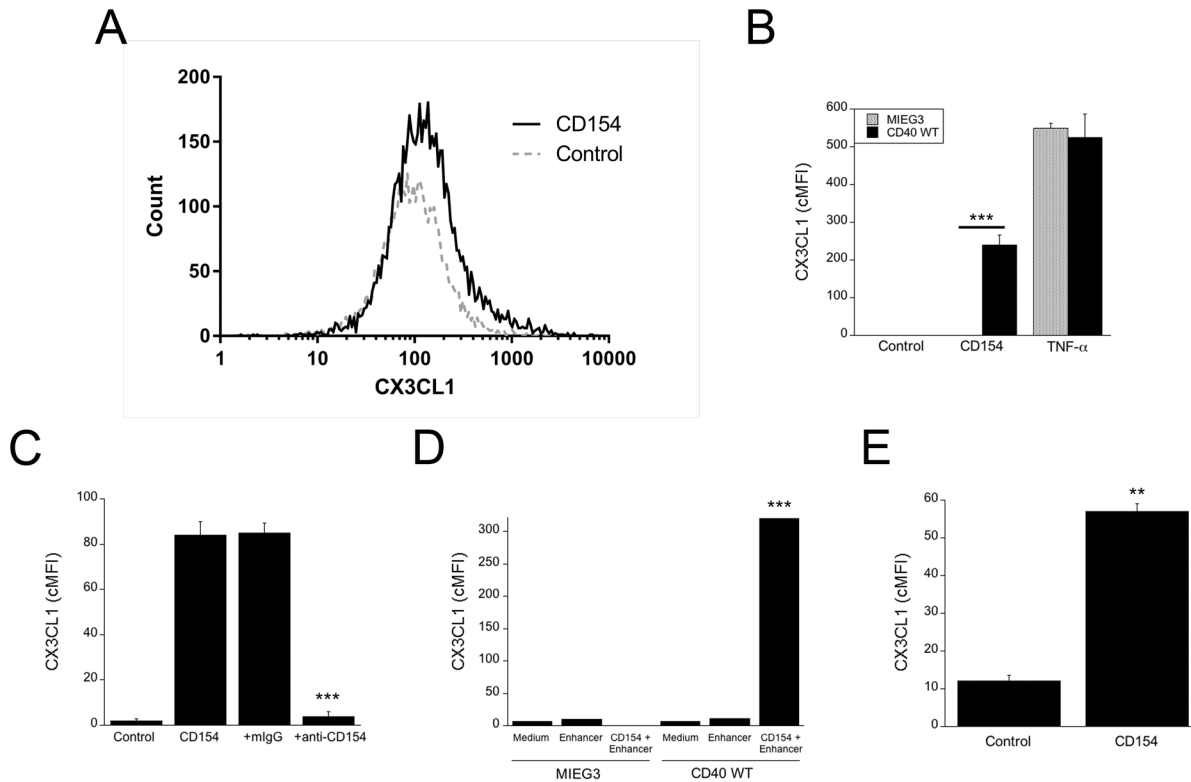 A
200
150
100
50
0
Count
1
10
100
1000
10000
CX3CL1
CD154
Control
B
600
500
400
300
200
100
0
CX3CL1 (cMFI)
MIEG3
CD40 WT
***
Control
CD154
TNF-α
C
100
80
60
40
20
0
CX3CL1 (cMFI)
***
Control
CD154
+mIgG
+anti-CD154
D
300
250
200
150
100
50
0
CX3CL1 (cMFI)
***
Medium
Enhancer
CD154 +
Enhancer
Medium
Enhancer
CD154 +
Enhancer
MIEG3
CD40 WT
E
60
50
40
30
20
10
0
CX3CL1 (cMFI)
**
Control
CD154